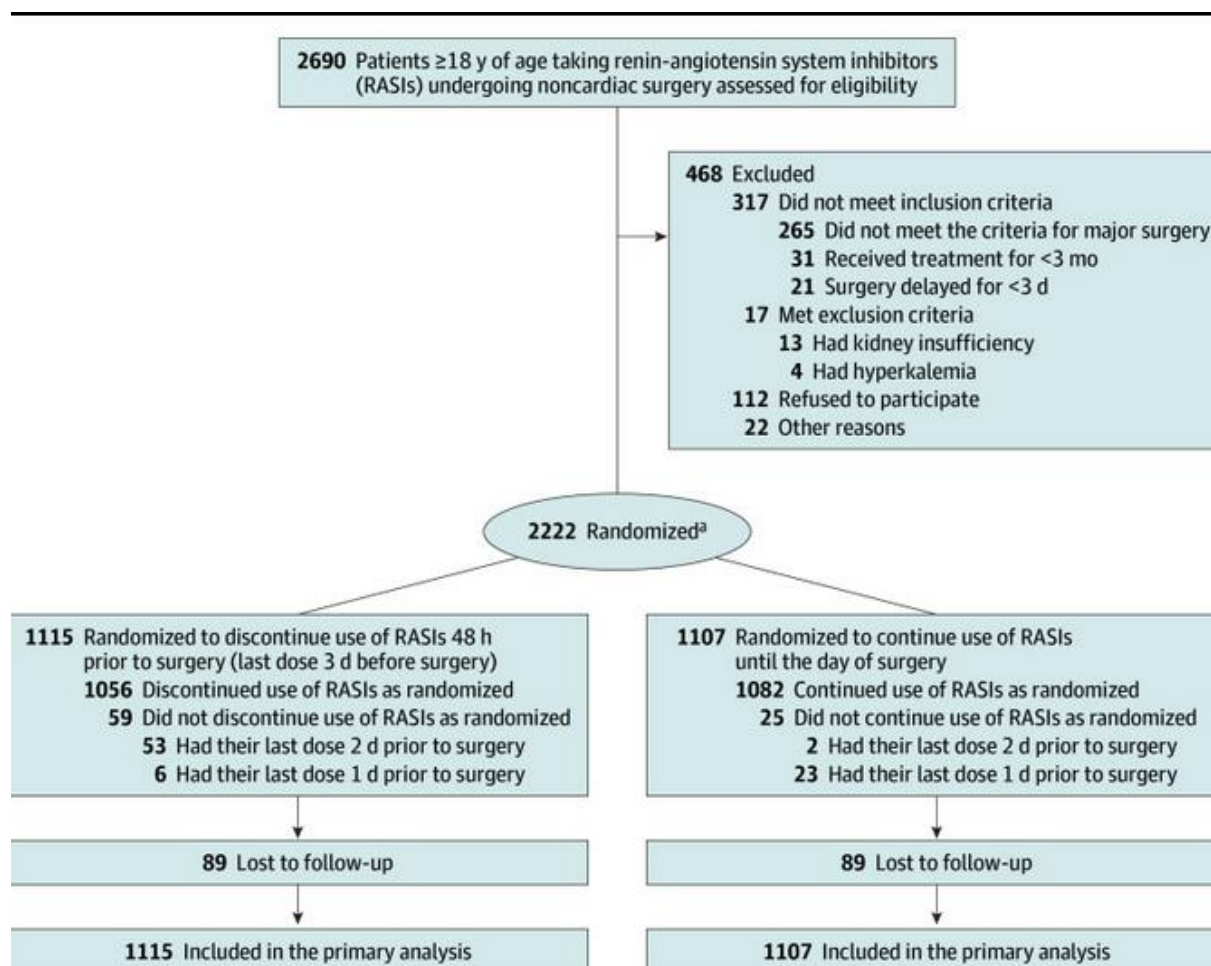 2690 Patients ≥18 y of age taking renin-angiotensin system inhibitors
(RASIs) undergoing noncardiac surgery assessed for eligibility
468 Excluded
317 Did not meet inclusion criteria
265 Did not meet the criteria for major surgery
31 Received treatment for <3 mo
21 Surgery delayed for <3 d
17 Met exclusion criteria
13 Had kidney insufficiency
4 Had hyperkalemia
112 Refused to participate
22 Other reasons
2222 Randomizedᵃ
1115 Randomized to discontinue use of RASIs 48 h
prior to surgery (last dose 3 d before surgery)
1056 Discontinued use of RASIs as randomized
59 Did not discontinue use of RASIs as randomized
53 Had their last dose 2 d prior to surgery
6 Had their last dose 1 d prior to surgery
1107 Randomized to continue use of RASIs
until the day of surgery
1082 Continued use of RASIs as randomized
25 Did not continue use of RASIs as randomized
2 Had their last dose 2 d prior to surgery
23 Had their last dose 1 d prior to surgery
89 Lost to follow-up
89 Lost to follow-up
1115 Included in the primary analysis
1107 Included in the primary analysis